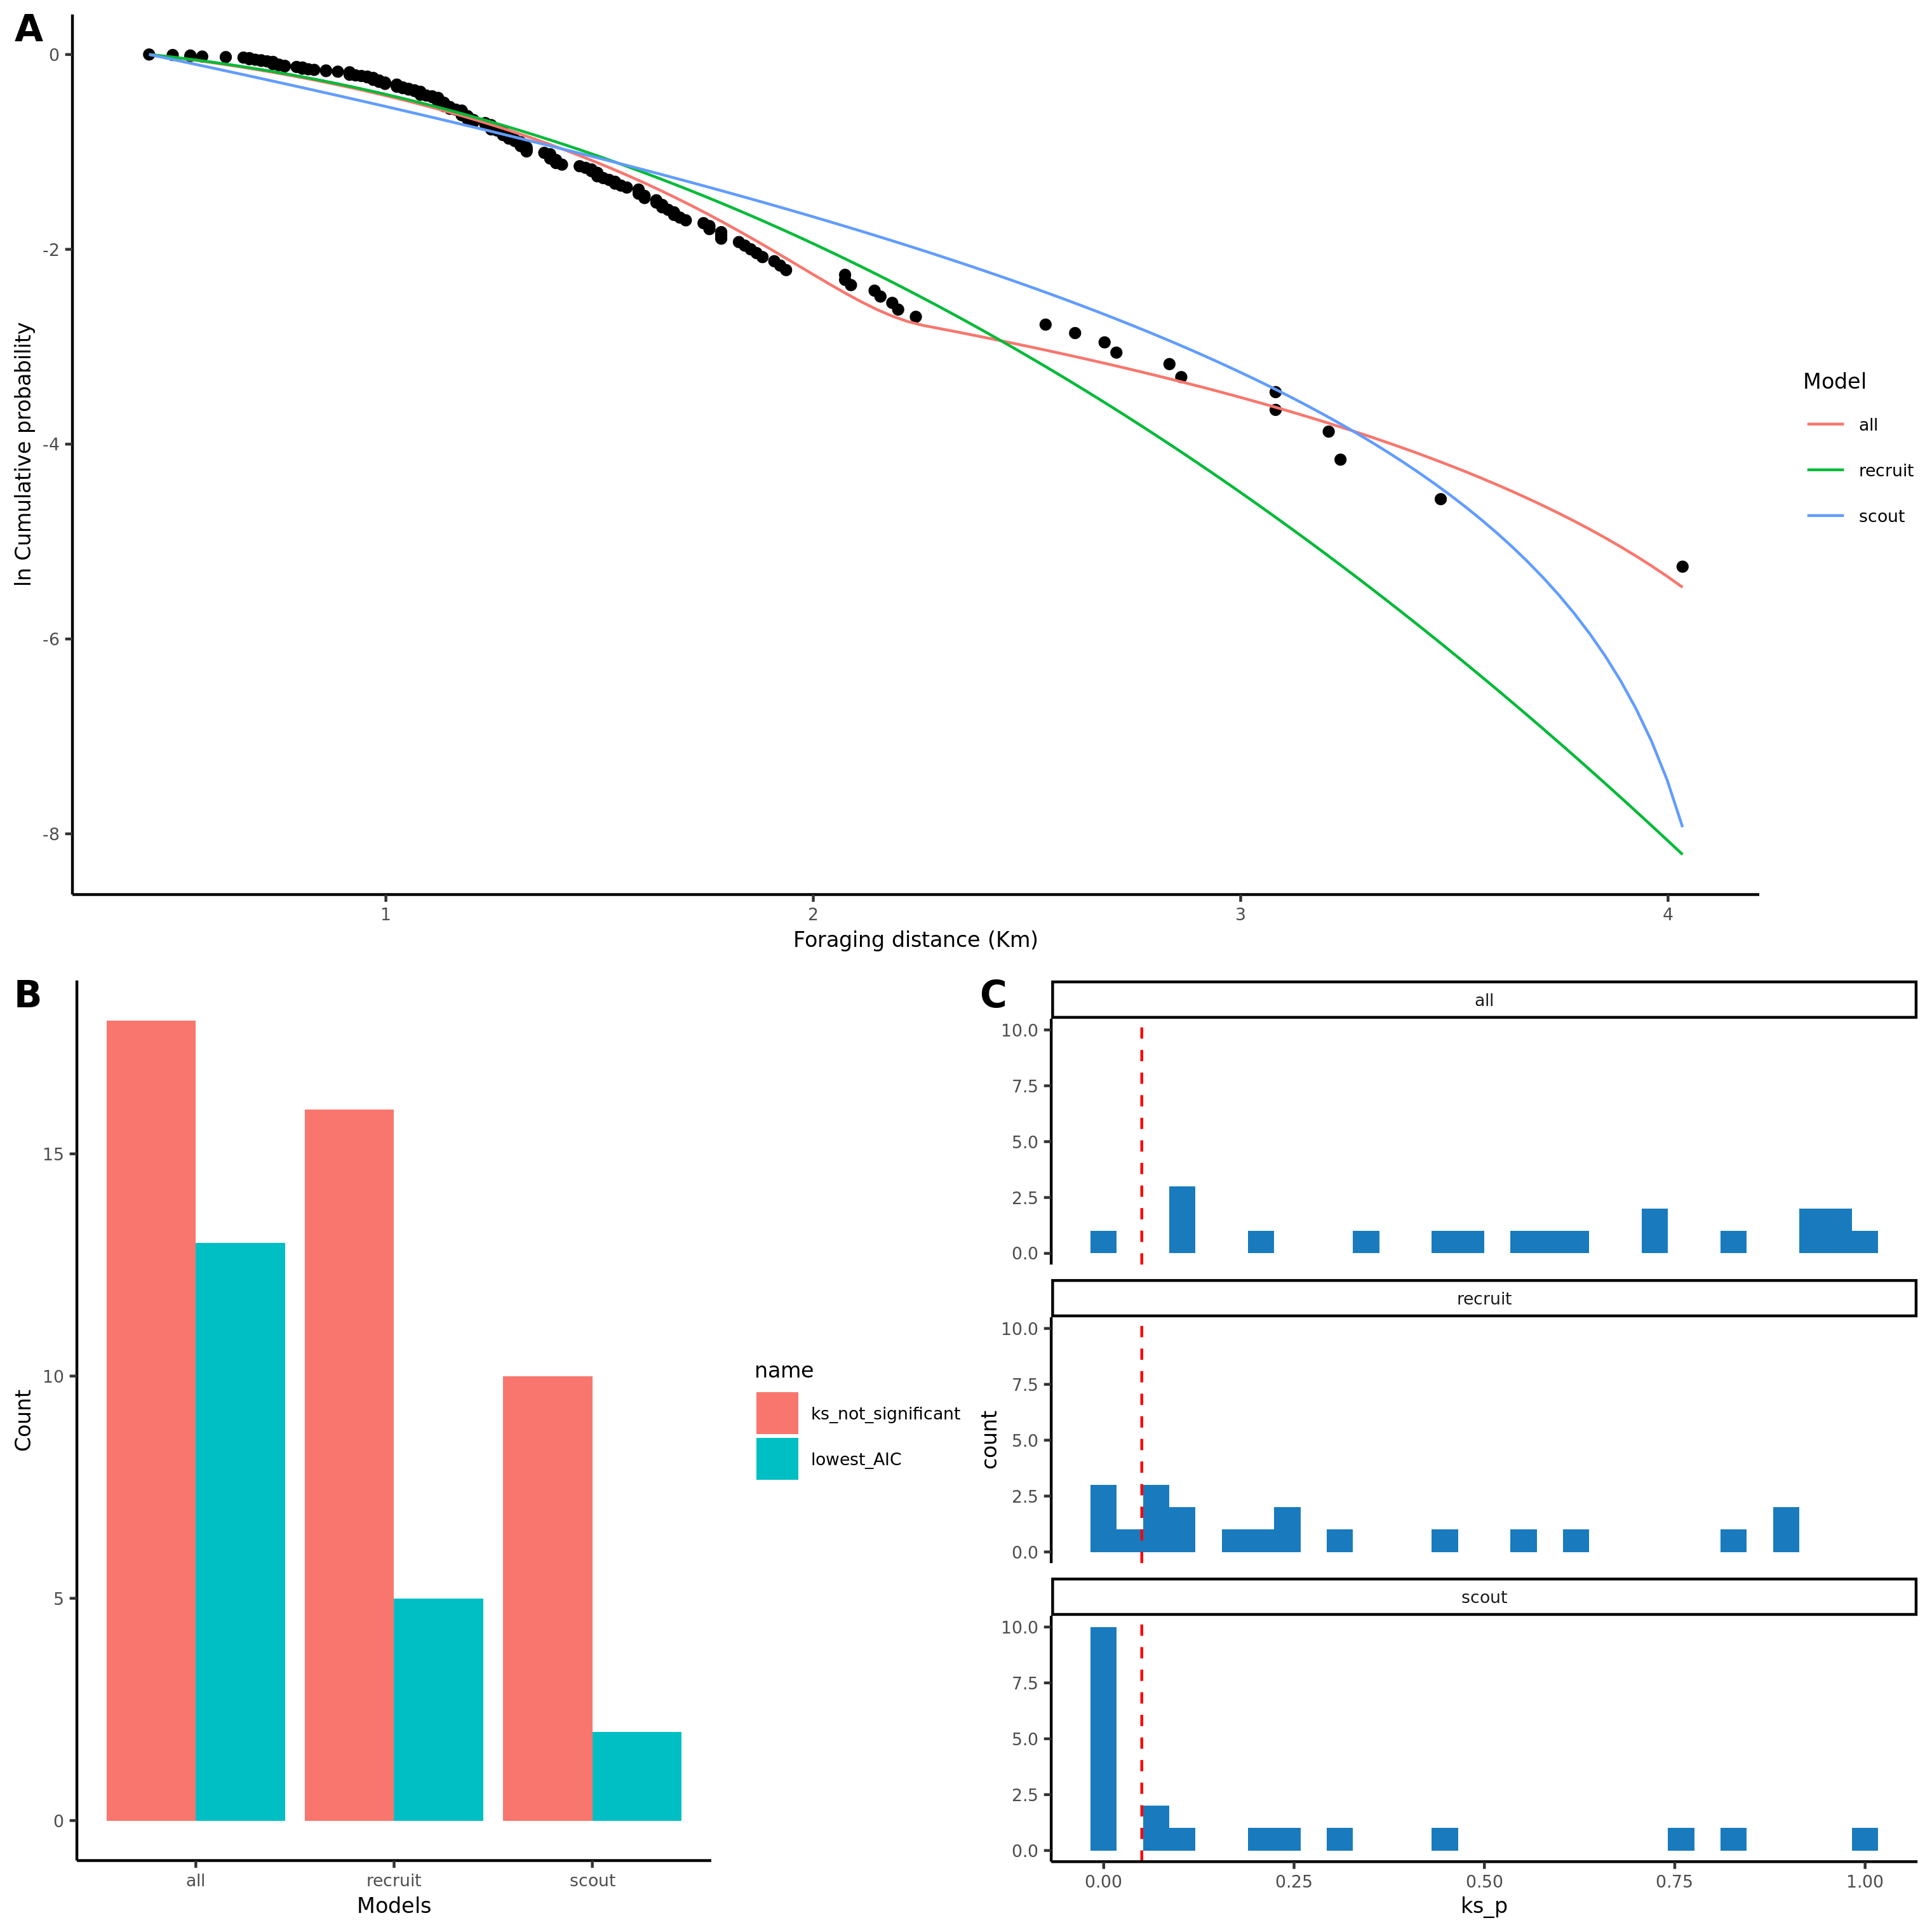 A
0
-2
-4
-6
-8
ln Cumulative probability
1 2 3 4
Foraging distance (Km)
Model
all
recruit
scout
B
15
10
5
0
Count
all recruit scout
Models
name
ks_not_significant
lowest_AIC
C
all
10.0
7.5
5.0
2.5
0.0
recruit
10.0
7.5
5.0
2.5
0.0
count
scout
10.0
7.5
5.0
2.5
0.0
0.00 0.25 0.50 0.75 1.00
ks_p